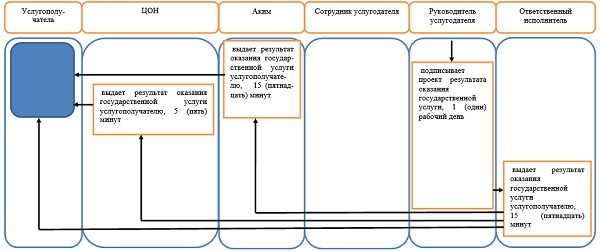 Услугополу-
чатель
ЦОН
Аким
Сотрудник услугодателя
Руководитель
услугодателя
Ответственный
исполнитель
выдает результат
оказания государ-
ственной услуги
услугополучате-
лю, 15 (пятнад-
цать) минут
выдает результат оказания
государственной услуги
услугополучателю, 5 (пять)
минут
подписывает
проект результата
оказания
государственной
услуги, 1 (один)
рабочий день
выдает результат
оказания
государственной
услуги
услугополучателю,
15 (пятнадцать)
минут